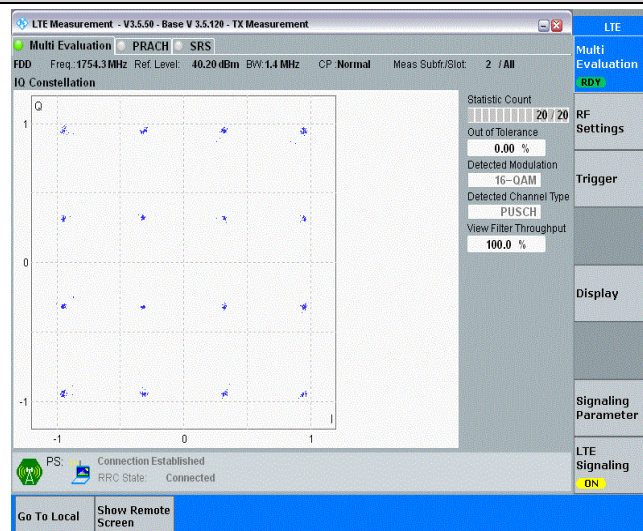 LTE Measurement - V3.5.50 - Base V 3.5.120 - TX Measurement
LTE
Multi Evaluation PRACH SRS
FDD Freq.:1754.3 MHz Ref. Level: 40.20 dBm BW:1.4 MHz CP :Normal Meas Subfr./Slot: 2 / All
IQ Constellation
Q
1
0
-1
-1 0 1
I
Statistic Count
20 / 20
Out of Tolerance
0.00 %
Detected Modulation
16-QAM
Detected Channel Type
PUSCH
View Filter Throughput
100.0 %
PS: Connection Established
RRC State: Connected
Multi
Evaluation
RDY
RF
Settings
Trigger
Display
Signaling
Parameter
LTE
Signaling
ON
Go To Local
Show Remote
Screen